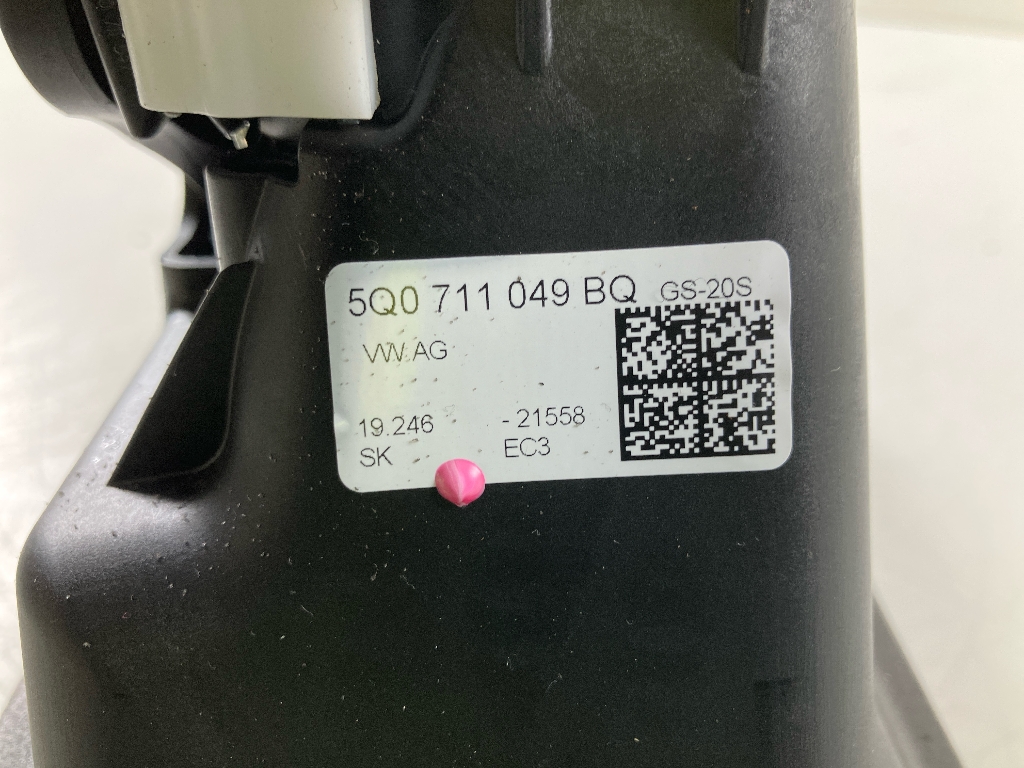 5Q0 711 049 BQ GS-20S
VW AG
19.246 - 21558
SK EC3